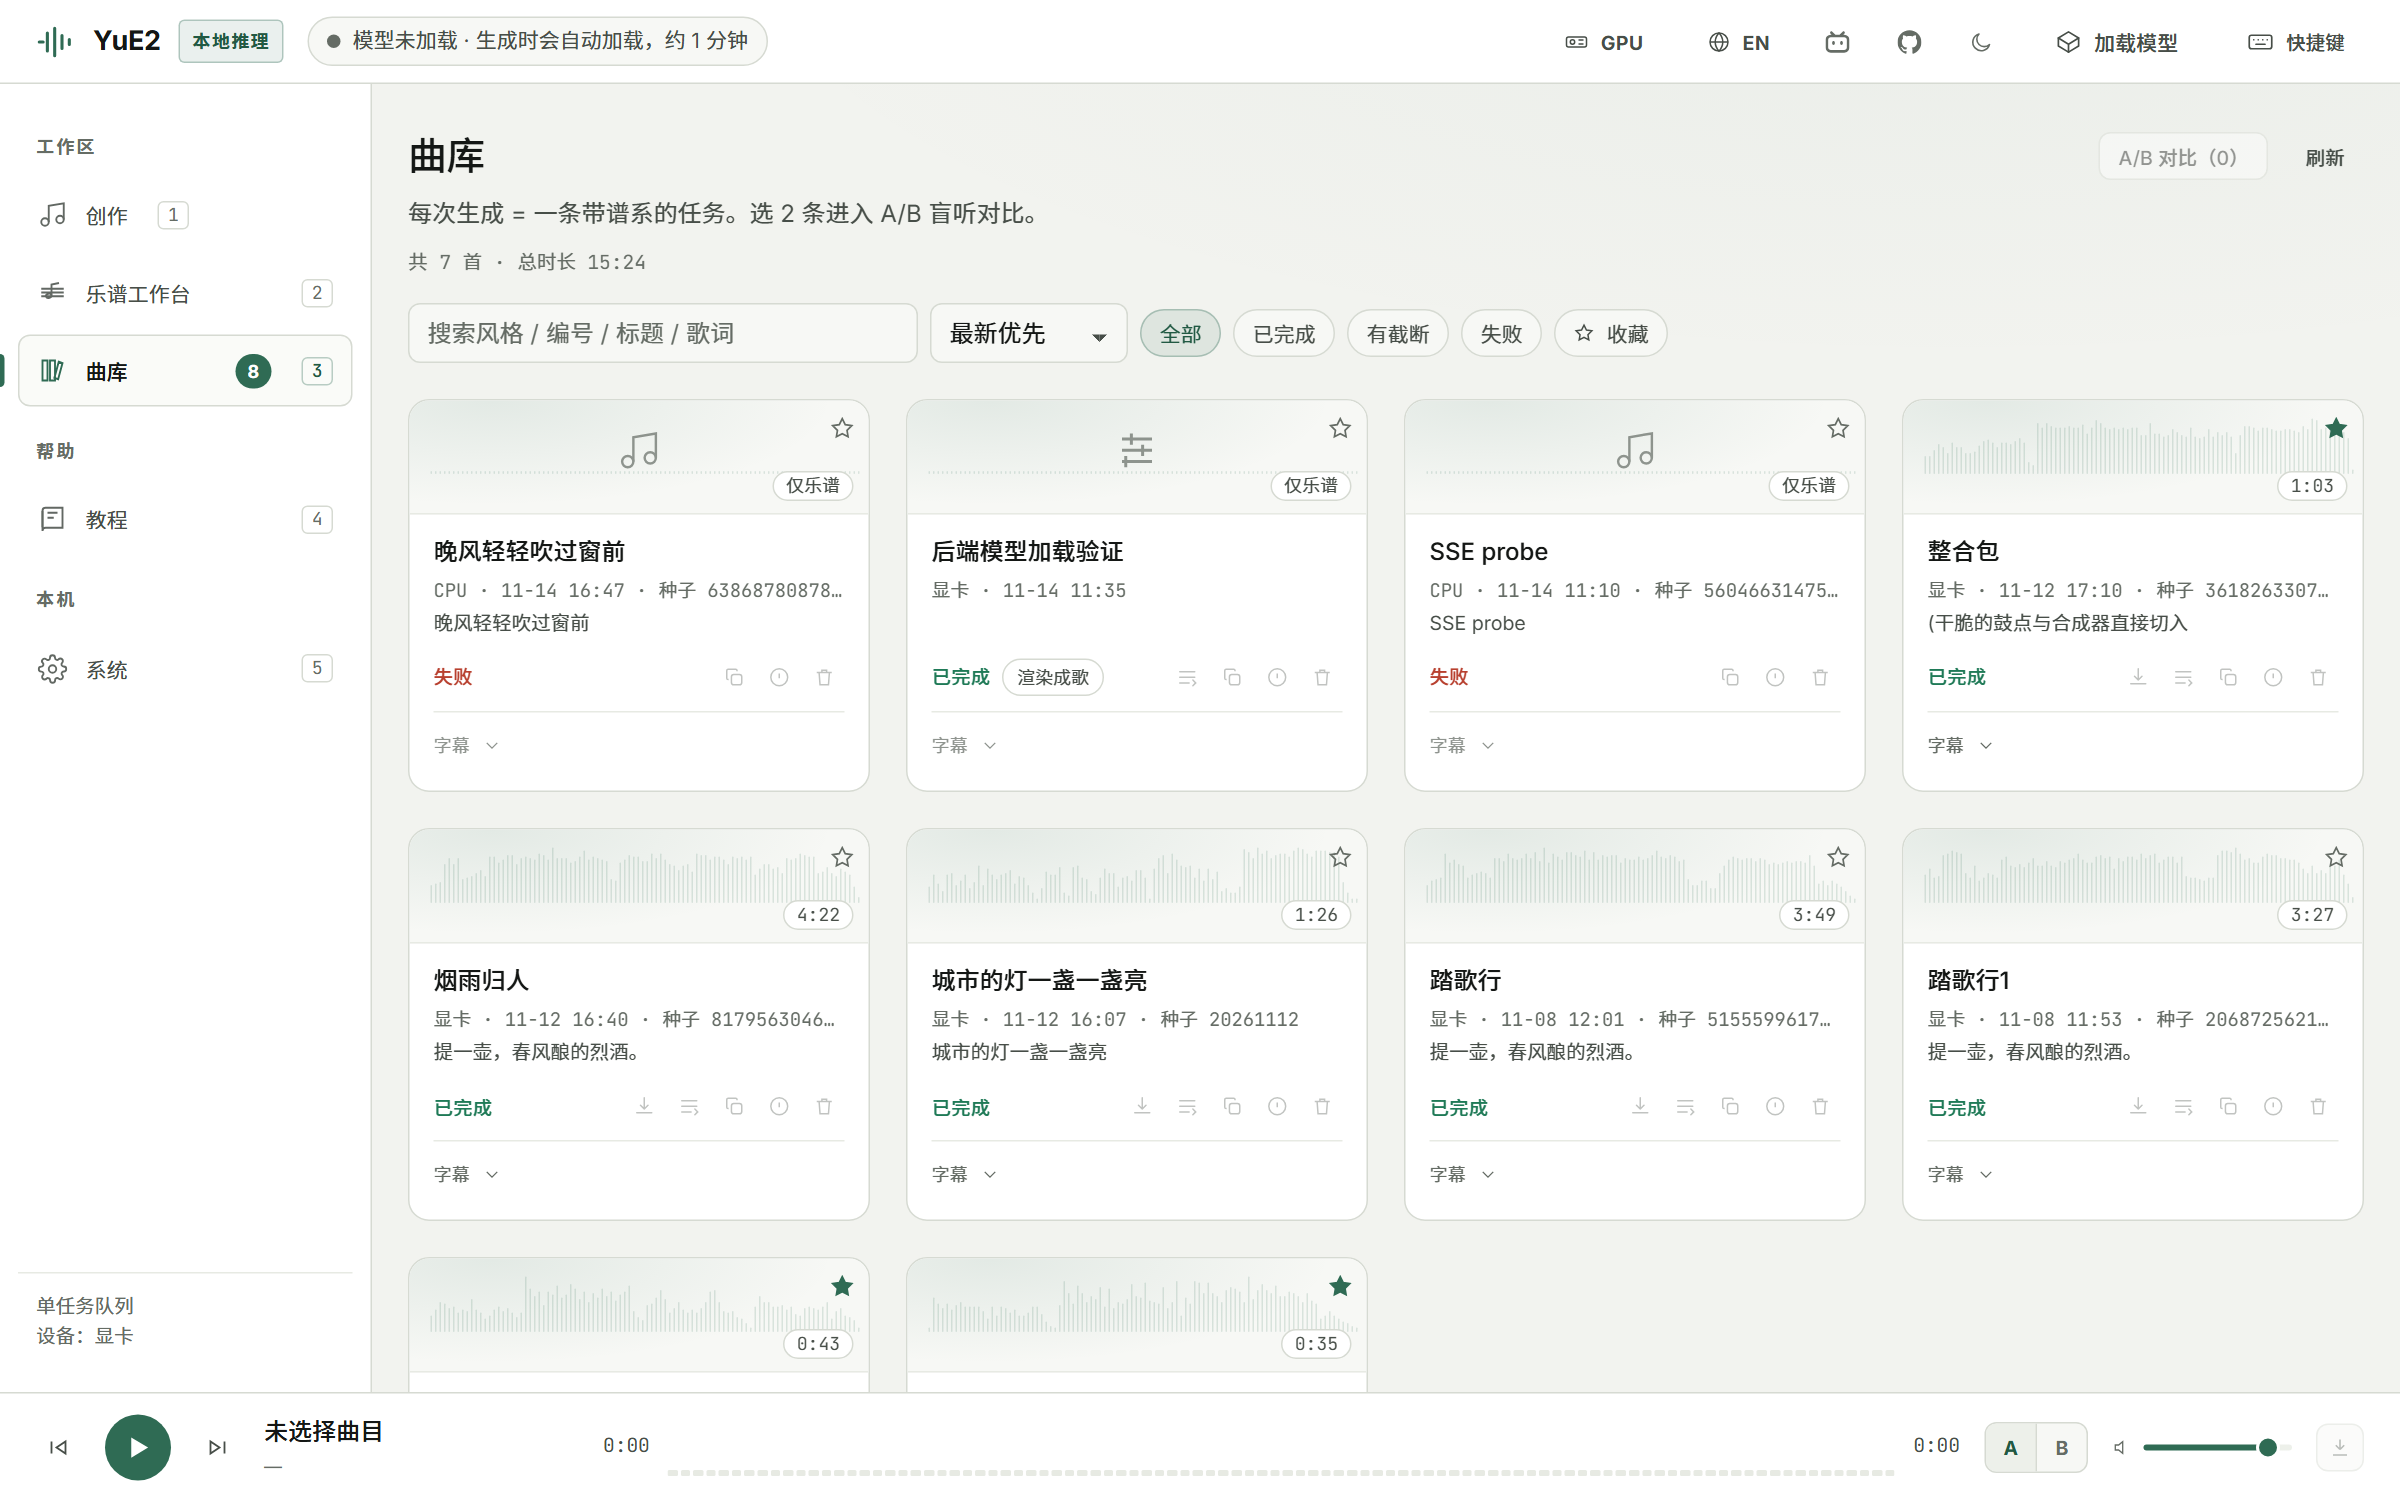 YuE2
本地推理
模型未加载 · 生成时会自动加载，约 1 分钟
GPU
EN
加载模型
快捷键
工作区
创作 1
乐谱工作台 2
曲库 8 3
帮助
教程 4
本机
系统 5
单任务队列
设备：显卡
曲库
A/B 对比（0）
刷新
每次生成 = 一条带谱系的任务。选 2 条进入 A/B 盲听对比。
共 7 首 · 总时长 15:24
搜索风格 / 编号 / 标题 / 歌词
最新优先
全部
已完成
有截断
失败
收藏
仅乐谱
晚风轻轻吹过窗前
CPU · 11-14 16:47 · 种子 63868780878…
晚风轻轻吹过窗前
失败
字幕
仅乐谱
后端模型加载验证
显卡 · 11-14 11:35
已完成
渲染成歌
字幕
仅乐谱
SSE probe
CPU · 11-14 11:10 · 种子 56046631475…
SSE probe
失败
字幕
1:03
整合包
显卡 · 11-12 17:10 · 种子 3618263307…
(干脆的鼓点与合成器直接切入
已完成
字幕
4:22
烟雨归人
显卡 · 11-12 16:40 · 种子 8179563046…
提一壶，春风酿的烈酒。
已完成
字幕
1:26
城市的灯一盏一盏亮
显卡 · 11-12 16:07 · 种子 20261112
城市的灯一盏一盏亮
已完成
字幕
3:49
踏歌行
显卡 · 11-08 12:01 · 种子 5155599617…
提一壶，春风酿的烈酒。
已完成
字幕
3:27
踏歌行1
显卡 · 11-08 11:53 · 种子 2068725621…
提一壶，春风酿的烈酒。
已完成
字幕
0:43
0:35
未选择曲目
—
0:00
0:00
A
B